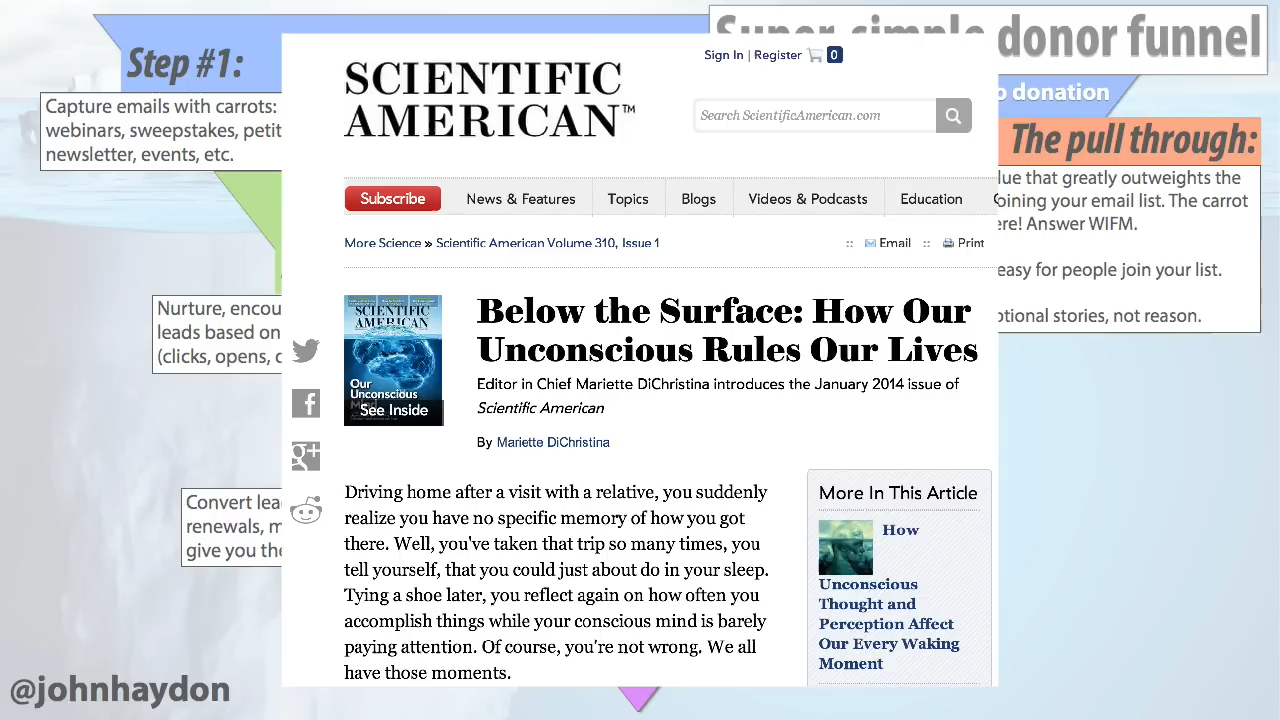 Super-simple donor funnel
Step #1:
o donation
Capture emails with carrots:
webinars, sweepstakes, petit
newsletter, events, etc.
The pull through:
lue that greatly outweights the
oining your email list. The carrot
ere! Answer WIFM.
easy for people join your list.
otional stories, not reason.
Nurture, encou
leads based on
(clicks, opens, c
Convert lea
renewals, m
give you the
@johnhaydon
Sign In | Register 0
SCIENTIFIC
AMERICAN™
Search ScientificAmerican.com
Subscribe News & Features Topics Blogs Videos & Podcasts Education
More Science » Scientific American Volume 310, Issue 1
:: Email :: Print
SCIENTIFIC
AMERICAN
Our
Unconscious
Mind
See Inside
Below the Surface: How Our
Unconscious Rules Our Lives
Editor in Chief Mariette DiChristina introduces the January 2014 issue of
Scientific American
By Mariette DiChristina
Driving home after a visit with a relative, you suddenly
realize you have no specific memory of how you got
there. Well, you've taken that trip so many times, you
tell yourself, that you could just about do in your sleep.
Tying a shoe later, you reflect again on how often you
accomplish things while your conscious mind is barely
paying attention. Of course, you're not wrong. We all
have those moments.
More In This Article
How
Unconscious
Thought and
Perception Affect
Our Every Waking
Moment